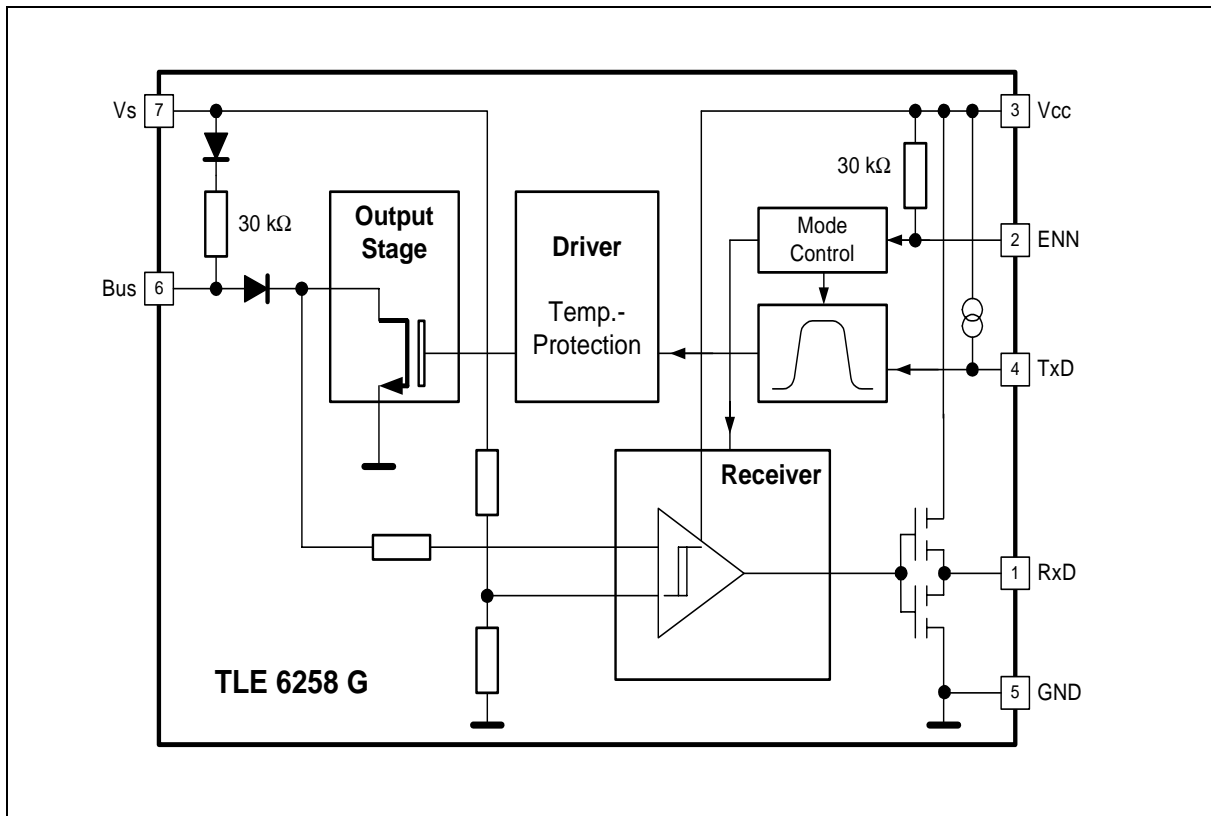 Vs
7
3
Vcc
30 kΩ
30 kΩ
Output
Stage
Driver
Temp.-
Protection
Mode
Control
2
ENN
Bus
6
4
TxD
Receiver
1
RxD
TLE 6258 G
5
GND